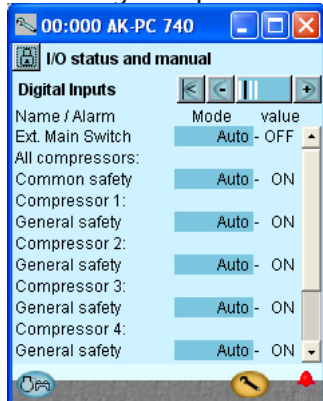 00:000 AK-PC 740
I/O status and manual
Digital Inputs
Name / Alarm Mode value
Ext. Main Switch Auto - OFF
All compressors:
Common safety Auto - ON
Compressor 1:
General safety Auto - ON
Compressor 2:
General safety Auto - ON
Compressor 3:
General safety Auto - ON
Compressor 4:
General safety Auto - ON